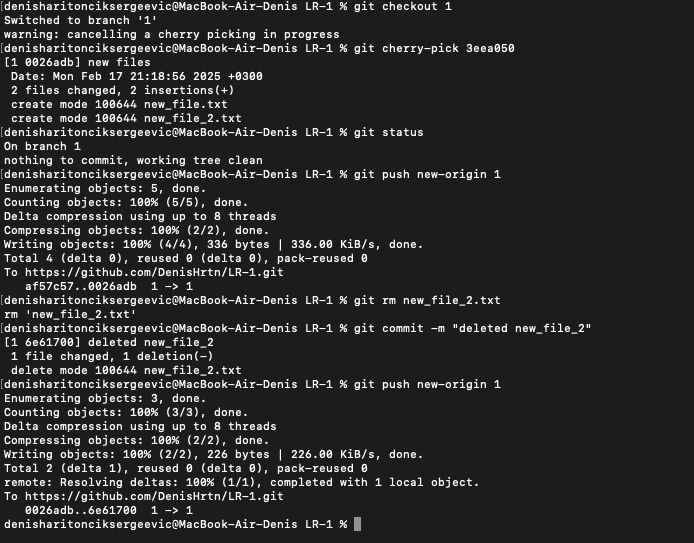 [denisharitonciksergeevic@MacBook-Air-Denis LR-1 % git checkout 1
Switched to branch '1'
warning: cancelling a cherry picking in progress
[denisharitonciksergeevic@MacBook-Air-Denis LR-1 % git cherry-pick 3eea050
[1 0026adb] new files
 Date: Mon Feb 17 21:18:56 2025 +0300
 2 files changed, 2 insertions(+)
 create mode 100644 new_file.txt
 create mode 100644 new_file_2.txt
[denisharitonciksergeevic@MacBook-Air-Denis LR-1 % git status
On branch 1
nothing to commit, working tree clean
[denisharitonciksergeevic@MacBook-Air-Denis LR-1 % git push new-origin 1
Enumerating objects: 5, done.
Counting objects: 100% (5/5), done.
Delta compression using up to 8 threads
Compressing objects: 100% (2/2), done.
Writing objects: 100% (4/4), 336 bytes | 336.00 KiB/s, done.
Total 4 (delta 0), reused 0 (delta 0), pack-reused 0
To https://github.com/DenisHrtn/LR-1.git
   af57c57..0026adb  1 -> 1
[denisharitonciksergeevic@MacBook-Air-Denis LR-1 % git rm new_file_2.txt
rm 'new_file_2.txt'
[denisharitonciksergeevic@MacBook-Air-Denis LR-1 % git commit -m "deleted new_file_2"
[1 6e61700] deleted new_file_2
 1 file changed, 1 deletion(-)
 delete mode 100644 new_file_2.txt
[denisharitonciksergeevic@MacBook-Air-Denis LR-1 % git push new-origin 1
Enumerating objects: 3, done.
Counting objects: 100% (3/3), done.
Delta compression using up to 8 threads
Compressing objects: 100% (2/2), done.
Writing objects: 100% (2/2), 226 bytes | 226.00 KiB/s, done.
Total 2 (delta 1), reused 0 (delta 0), pack-reused 0
remote: Resolving deltas: 100% (1/1), completed with 1 local object.
To https://github.com/DenisHrtn/LR-1.git
   0026adb..6e61700  1 -> 1
denisharitonciksergeevic@MacBook-Air-Denis LR-1 %